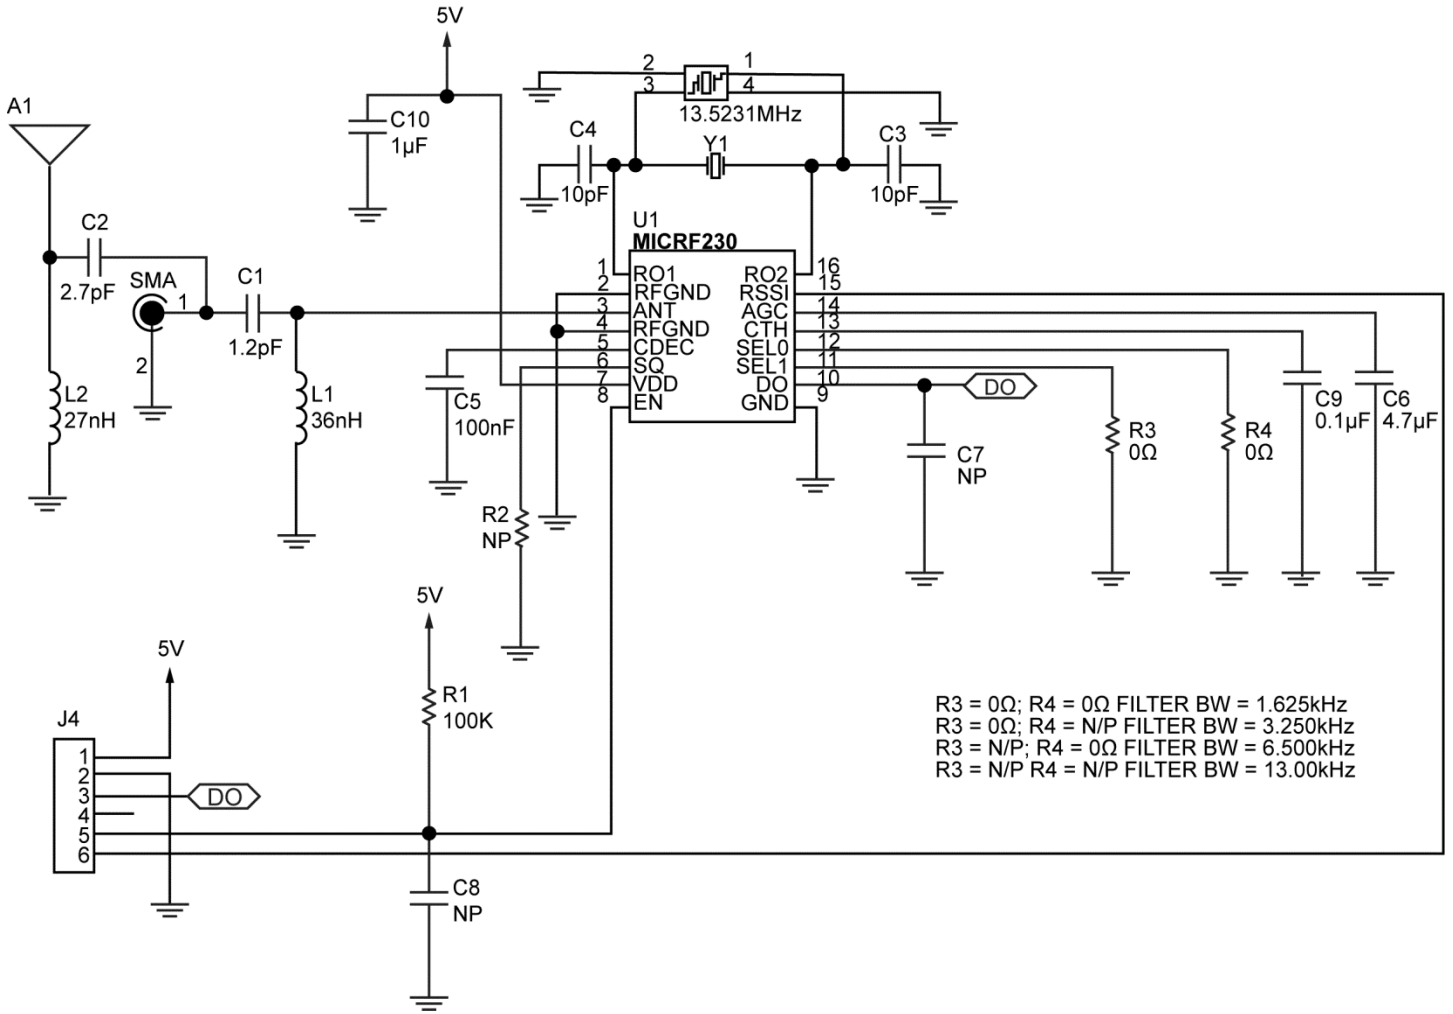 5V
A1
C10
1µF
2
1
3
4
13.5231MHz
C4
Y1
C3
10pF
10pF
C2
2.7pF
SMA
1
2
C1
1.2pF
L2
27nH
L1
36nH
U1
MICRF230
1 RO1
2 RFGND
3 ANT
4 RFGND
5 CDEC
6 SQ
7 VDD
8 EN
RO2 16
RSSI 15
AGC 14
CTH 13
SEL0 12
SEL1 11
DO 10
GND 9
DO
C5
100nF
C7
NP
R3
0Ω
R4
0Ω
C9
0.1µF
C6
4.7µF
R2
NP
5V
R1
100K
5V
J4
1
2
3
4
5
6
DO
C8
NP
R3 = 0Ω; R4 = 0Ω FILTER BW = 1.625kHz
R3 = 0Ω; R4 = N/P FILTER BW = 3.250kHz
R3 = N/P; R4 = 0Ω FILTER BW = 6.500kHz
R3 = N/P R4 = N/P FILTER BW = 13.00kHz